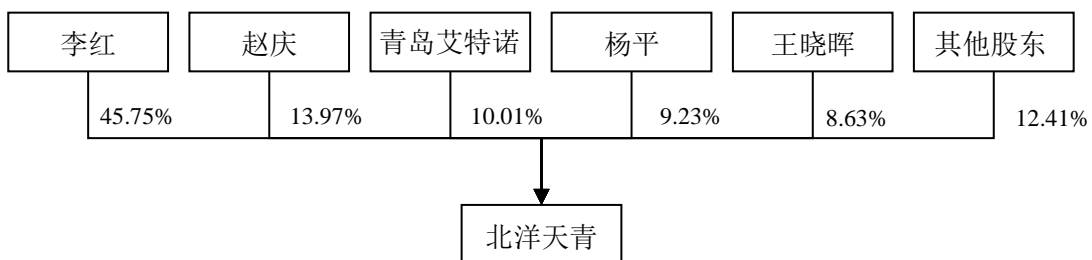 李红 赵庆 青岛艾特诺 杨平 王晓晖 其他股东
45.75% 13.97% 10.01% 9.23% 8.63% 12.41%
北洋天青